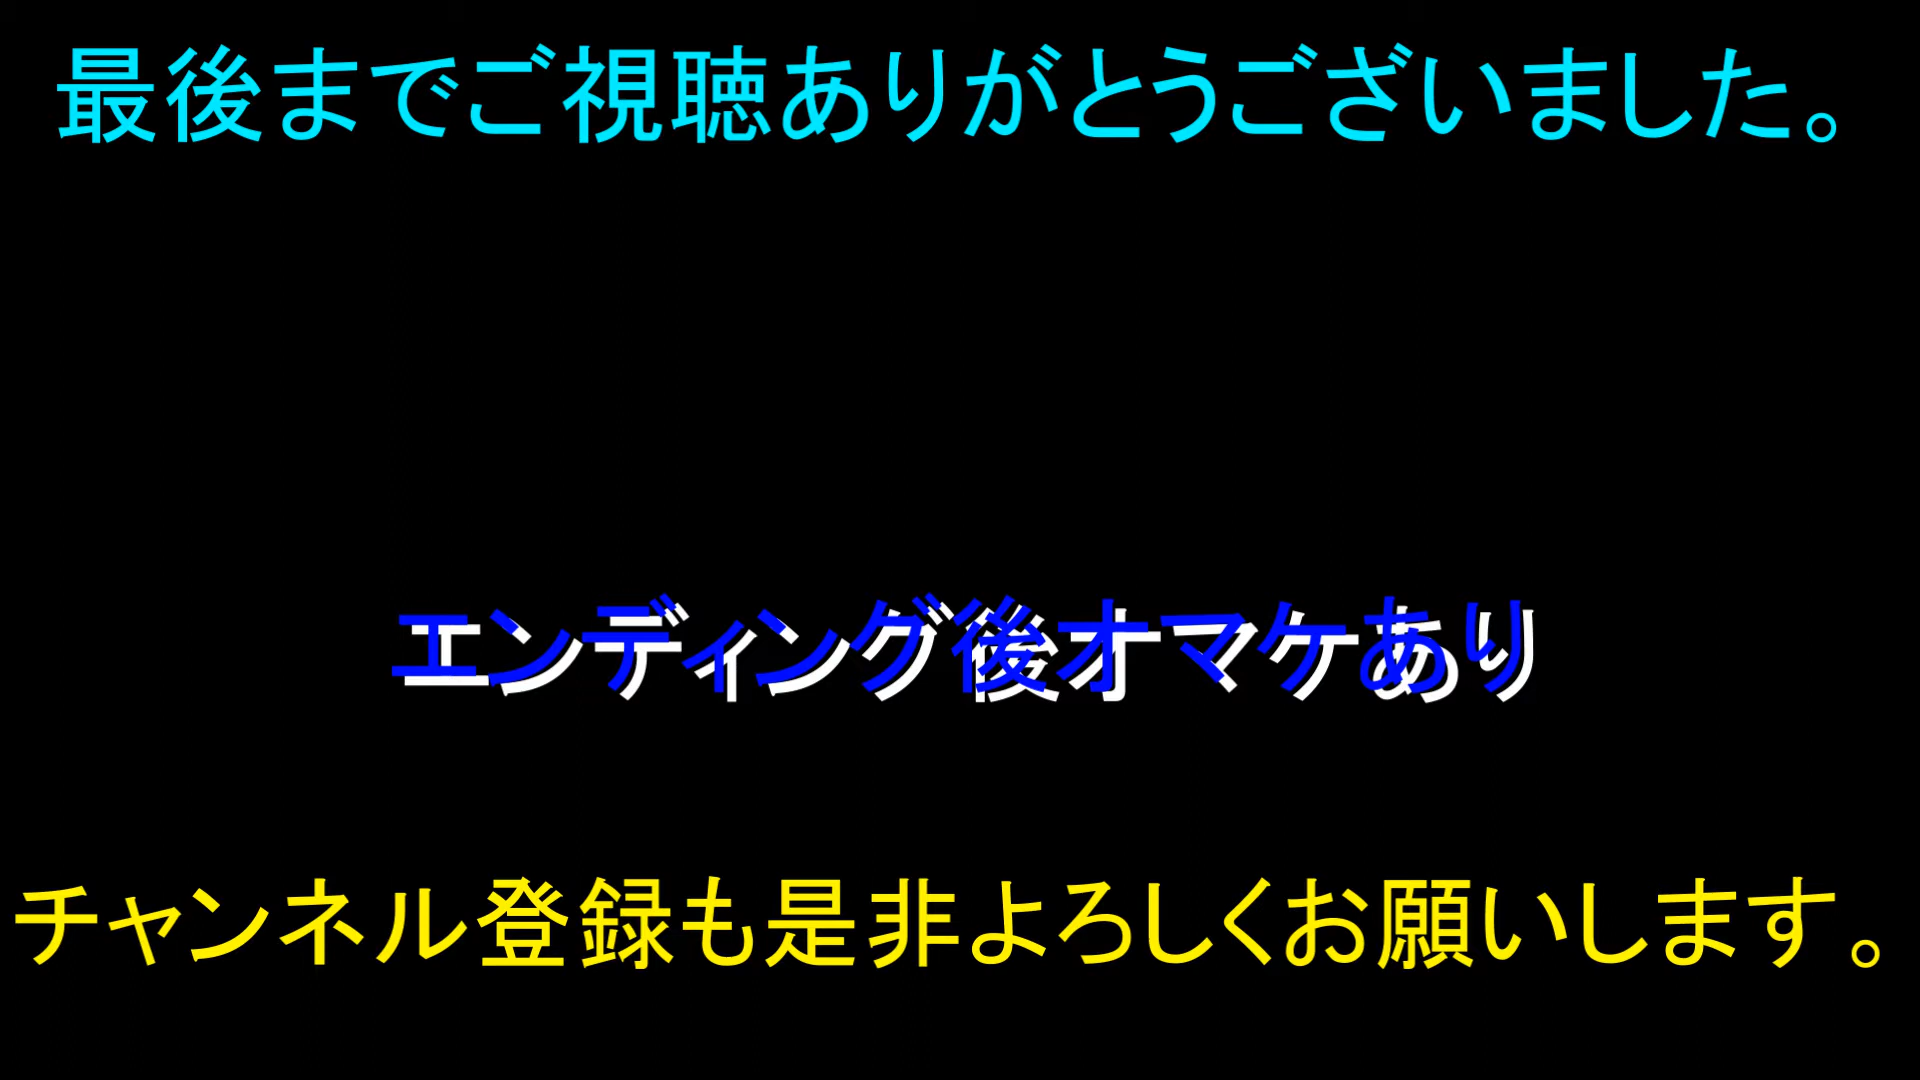 最後までご視聴ありがとうございました。
エンディング後オマケあり
チャンネル登録も是非よろしくお願いします。